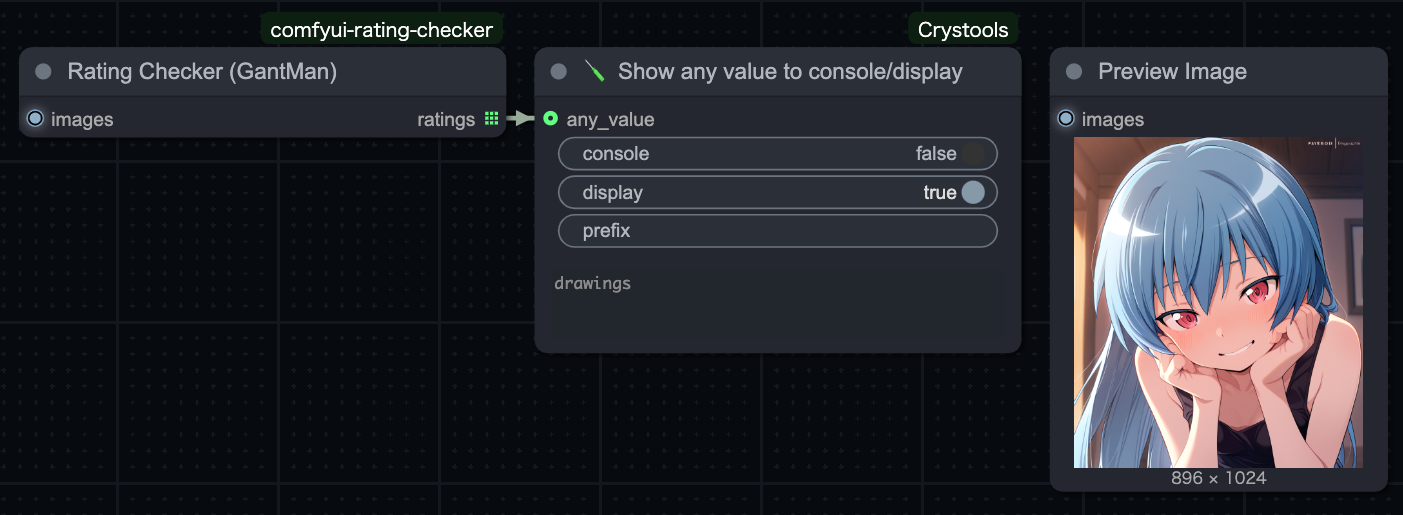 comfyui-rating-checker
Rating Checker (GantMan)
images
ratings
Crystools
Show any value to console/display
any_value
console false
display true
prefix
drawings
Preview Image
images
PATREON
896 × 1024